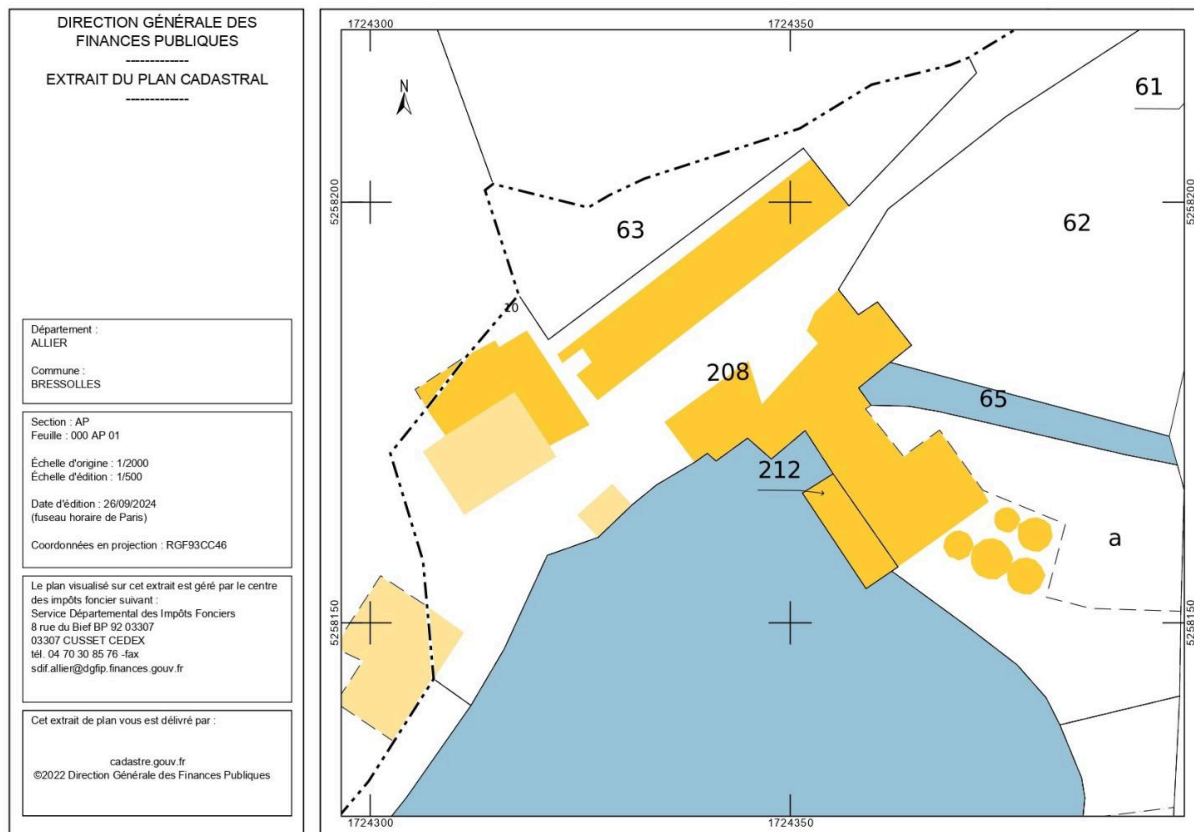 DIRECTION GÉNÉRALE DES
FINANCES PUBLIQUES
-------------
EXTRAIT DU PLAN CADASTRAL
-------------
Département :
ALLIER
Commune :
BRESSOLLES
Section : AP
Feuille : 000 AP 01
Échelle d'origine : 1/2000
Échelle d'édition : 1/500
Date d'édition : 26/09/2024
(fuseau horaire de Paris)
Coordonnées en projection : RGF93CC46
Le plan visualisé sur cet extrait est géré par le centre
des impôts foncier suivant :
Service Départemental des Impôts Fonciers
8 rue du Bief BP 92 03307
03307 CUSSET CEDEX
tél. 04 70 30 85 76 -fax
sdif.allier@dgfip.finances.gouv.fr
Cet extrait de plan vous est délivré par :
cadastre.gouv.fr
©2022 Direction Générale des Finances Publiques
1724300
1724350
N
61
5258200
5258200
63
62
10
208
65
212
a
5258150
5258150
1724300
1724350